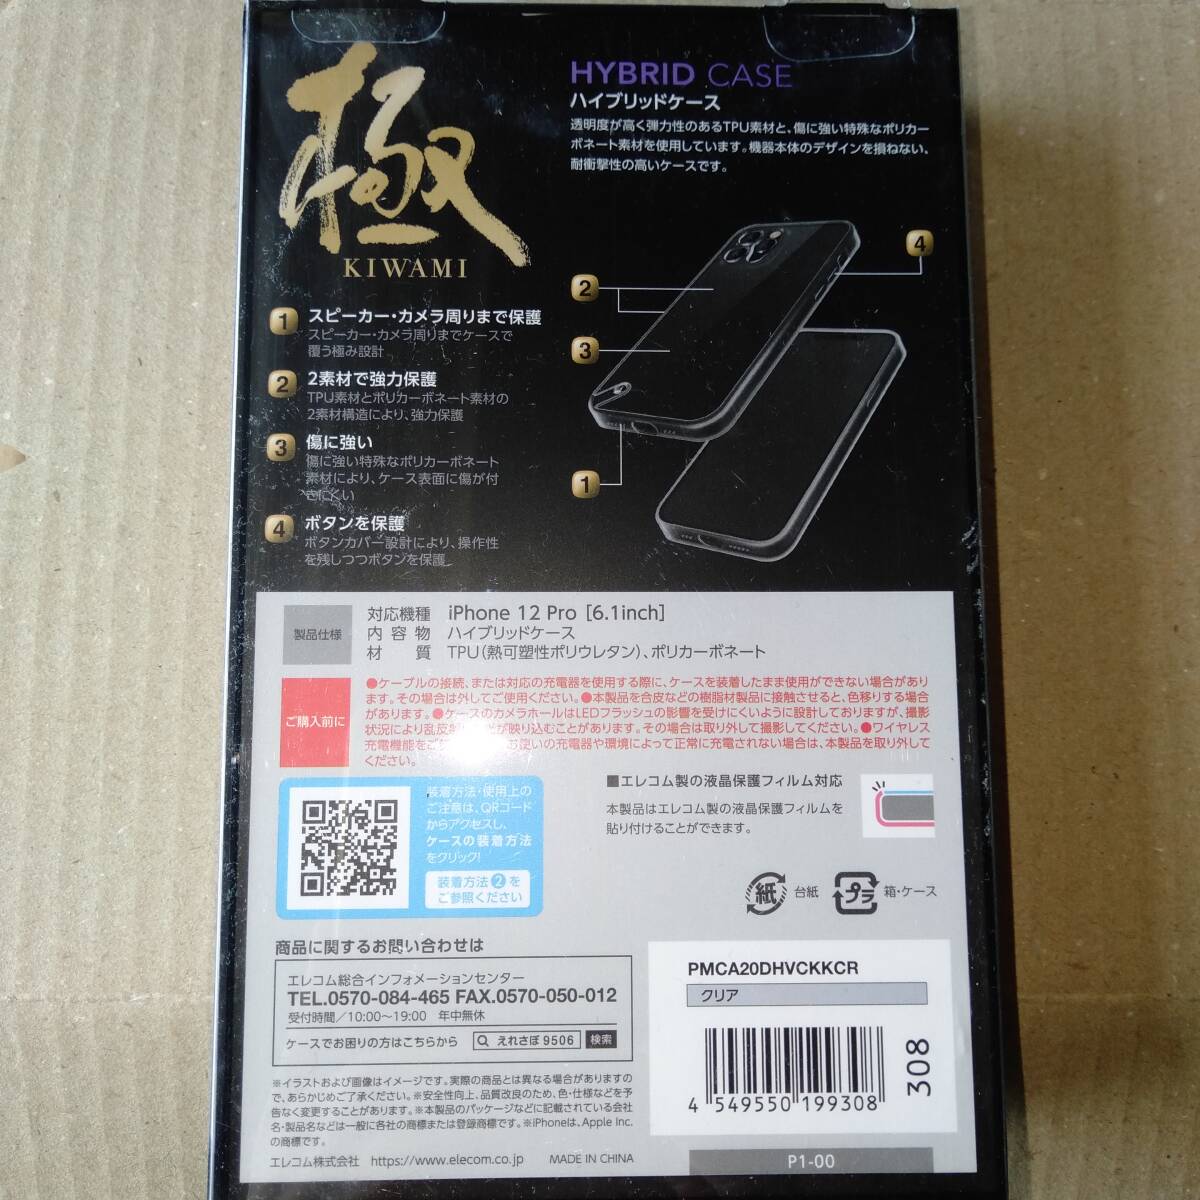 極
KIWAMI
HYBRID CASE
ハイブリッドケース
透明度が高く弾力性のあるTPU素材と、傷に強い特殊なポリカー
ボネート素材を使用しています。機器本体のデザインを損ねない、
耐衝撃性の高いケースです。
1 スピーカー・カメラ周りまで保護
スピーカー・カメラ周りまでケースで
覆う極み設計
2 2素材で強力保護
TPU素材とポリカーボネート素材の
2素材構造により、強力保護
3 傷に強い
傷に強い特殊なポリカーボネート
素材により、ケース表面に傷が付
きにくい
4 ボタンを保護
ボタンカバー設計により、操作性
を残しつつボタンを保護
4
2
3
1
製品仕様
対応機種 iPhone 12 Pro [6.1inch]
内容物 ハイブリッドケース
材質 TPU(熱可塑性ポリウレタン)、ポリカーボネート
ご購入前に
●ケーブルの接続、または対応の充電器を使用する際に、ケースを装着したまま使用ができない場合があり
ます。その場合は外してご使用ください。●本製品を合皮などの樹脂材製品に接触させると、色移りする場合
があります。●ケースのカメラホールはLEDフラッシュの影響を受けにくいように設計しておりますが、撮影
状況により乱反射 が映り込むことがあります。その場合は取り外して撮影してください。●ワイヤレス
充電機能をご お使いの充電器や環境によって正常に充電されない場合は、本製品を取り外して
ください。
装着方法・使用上の
ご注意は、QRコード
からアクセスし、
ケースの装着方法
をクリック!
装着方法2を
ご参照ください
■エレコム製の液晶保護フィルム対応
本製品はエレコム製の液晶保護フィルムを
貼り付けることができます。
紙 台紙 プラ 箱・ケース
商品に関するお問い合わせは
エレコム総合インフォメーションセンター
TEL.0570-084-465 FAX.0570-050-012
受付時間/10:00〜19:00 年中無休
ケースでお困りの方はこちらから えれさぽ 9506 検索
※イラストおよび画像はイメージです。実際の商品とは異なる場合がありますの
で、あらかじめご了承ください。※安全性向上、品質改良のため、色・仕様などを予
告なく変更することがあります。※本製品のパッケージなどに記載されている会社
名・製品名などは一般に各社の商標または登録商標です。※iPhoneは、Apple Inc.
の商標です。
エレコム株式会社 https://www.elecom.co.jp MADE IN CHINA
PMCA20DHVCKKCR
クリア
4 549550 199308
308
P1-00